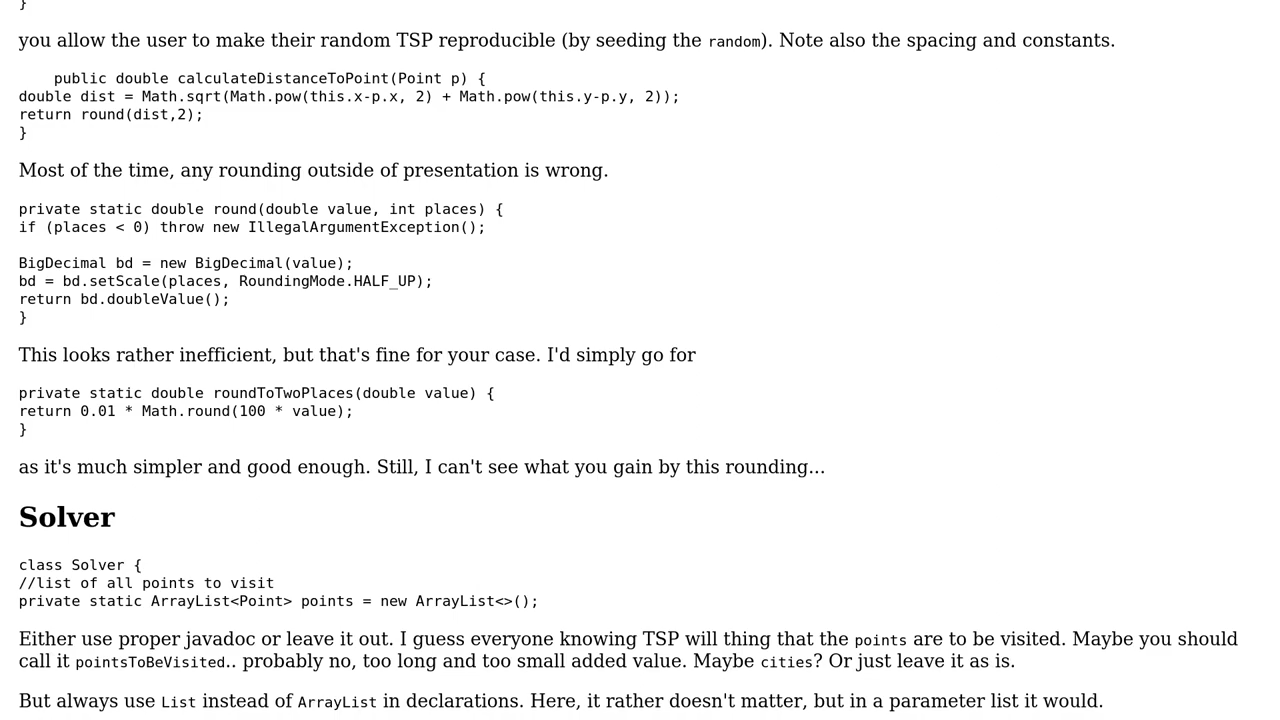 }
you allow the user to make their random TSP reproducible (by seeding the random). Note also the spacing and constants.
public double calculateDistanceToPoint(Point p) {
double dist = Math.sqrt(Math.pow(this.x-p.x, 2) + Math.pow(this.y-p.y, 2));
return round(dist,2);
}
Most of the time, any rounding outside of presentation is wrong.
private static double round(double value, int places) {
if (places < 0) throw new IllegalArgumentException();
BigDecimal bd = new BigDecimal(value);
bd = bd.setScale(places, RoundingMode.HALF_UP);
return bd.doubleValue();
}
This looks rather inefficient, but that's fine for your case. I'd simply go for
private static double roundToTwoPlaces(double value) {
return 0.01 * Math.round(100 * value);
}
as it's much simpler and good enough. Still, I can't see what you gain by this rounding...
Solver
class Solver {
//list of all points to visit
private static ArrayList<Point> points = new ArrayList<>();
Either use proper javadoc or leave it out. I guess everyone knowing TSP will thing that the points are to be visited. Maybe you should
call it pointsToBeVisited.. probably no, too long and too small added value. Maybe cities? Or just leave it as is.
But always use List instead of ArrayList in declarations. Here, it rather doesn't matter, but in a parameter list it would.